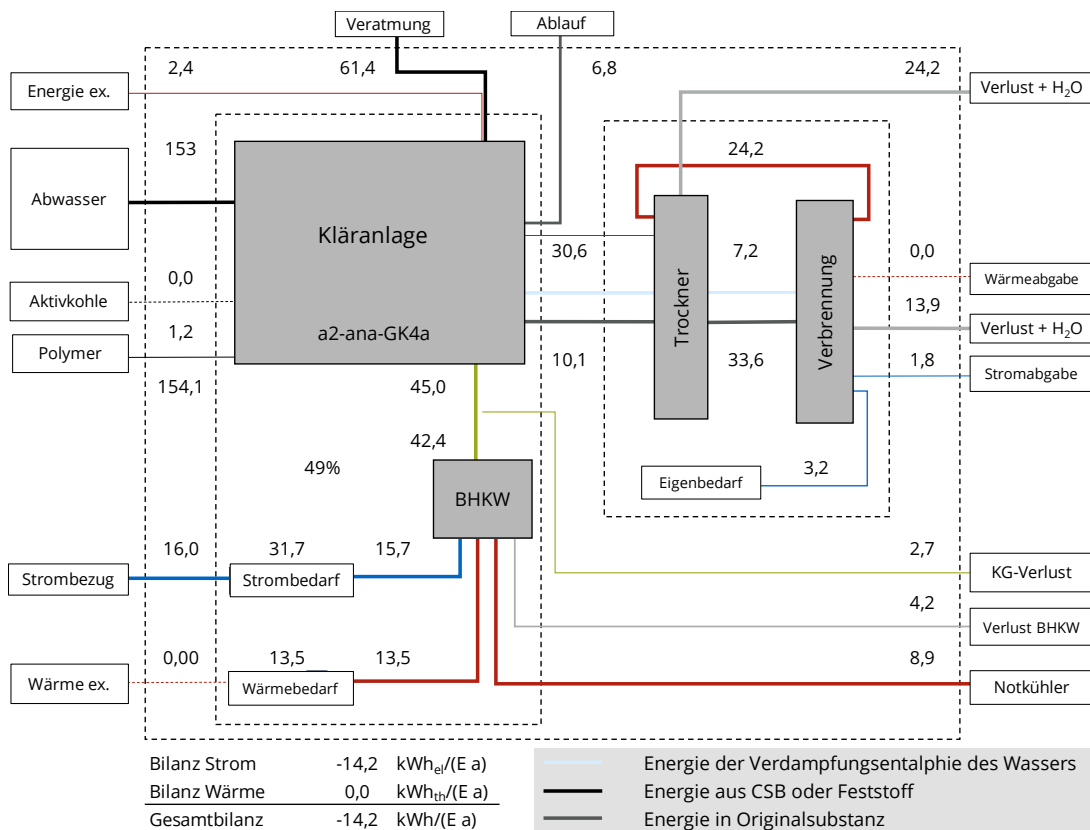 Veratmung
Ablauf
2,4
61,4
6,8
24,2
Energie ex.
Verlust + H₂O
153
24,2
Abwasser
Kläranlage
30,6
7,2
0,0
0,0
Trockner
Verbrennung
Wärmeabgabe
Aktivkohle
13,9
1,2
a2-ana-GK4a
Verlust + H₂O
Polymer
154,1
45,0
10,1
33,6
1,8
Stromabgabe
42,4
49%
3,2
Eigenbedarf
BHKW
16,0
31,7
15,7
2,7
Strombezug
Strombedarf
KG-Verlust
4,2
Verlust BHKW
0,00
13,5
13,5
8,9
Wärme ex.
Wärmebedarf
Notkühler
Bilanz Strom -14,2 kWhₑₗ/(E a)
Bilanz Wärme 0,0 kWhₜₕ/(E a)
Gesamtbilanz -14,2 kWh/(E a)
Energie der Verdampfungsentalphie des Wassers
Energie aus CSB oder Feststoff
Energie in Originalsubstanz